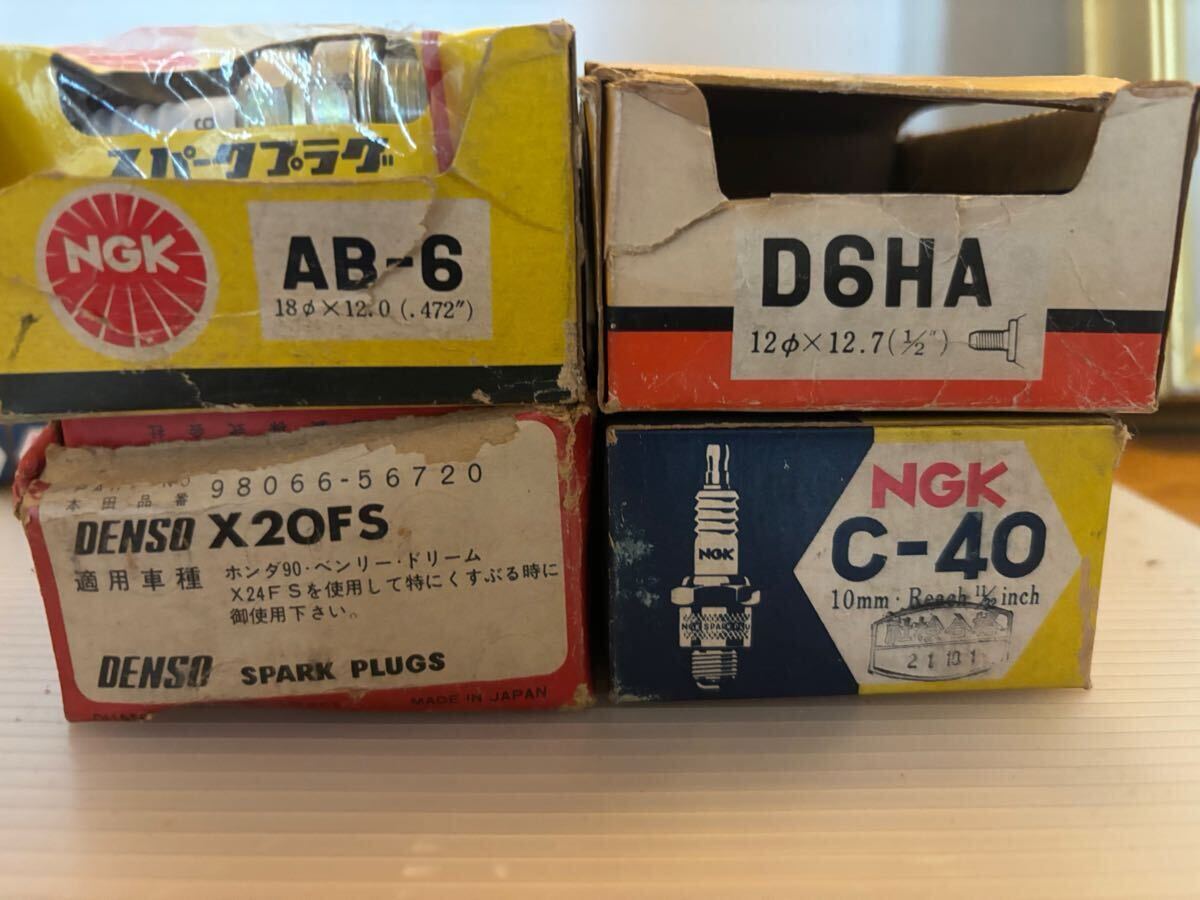 スパークプラグ
NGK
AB-6
18φ×12.0 (.472")
D6HA
12φ×12.7(1/2")
本田品番 98066-56720
DENSO X20FS
適用車種
ホンダ90・ベンリー・ドリーム
X24FSを使用して特にくすぶる時に
御使用下さい。
DENSO SPARK PLUGS
MADE IN JAPAN
NGK
NGK
C-40
10mm・Reach 11/32 inch
21 10 1